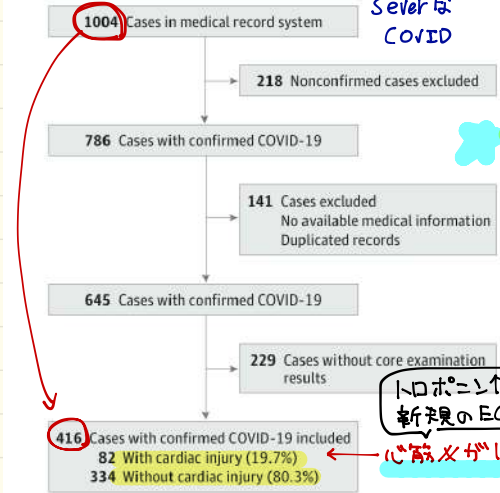 1004 Cases in medical record system
severな
COVID
218 Nonconfirmed cases excluded
786 Cases with confirmed COVID-19
141 Cases excluded
No available medical information
Duplicated records
645 Cases with confirmed COVID-19
229 Cases without core examination
results
トロポニン↑
新規のEC
416 Cases with confirmed COVID-19 included
82 With cardiac injury (19.7%)
334 Without cardiac injury (80.3%)
心筋メがし